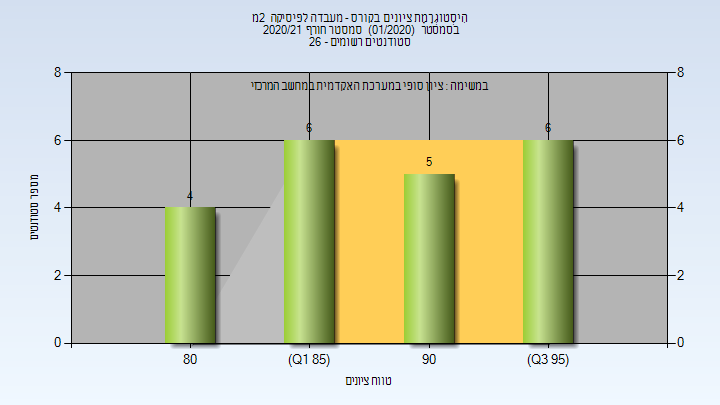 היסטוגרמת ציונים בקורס - מעבדה לפיסיקה 2מ
בסמסטר (01/2020) סמסטר חורף 2020/21
סטודנטים רשומים - 26
במשימה : ציון סופי במערכת האקדמית במחשב המרכזי
8
8
6
6
6
6
5
4
4
4
2
2
0
0
מספר סטודנטים
80
(Q1 85)
90
(Q3 95)
טווח ציונים